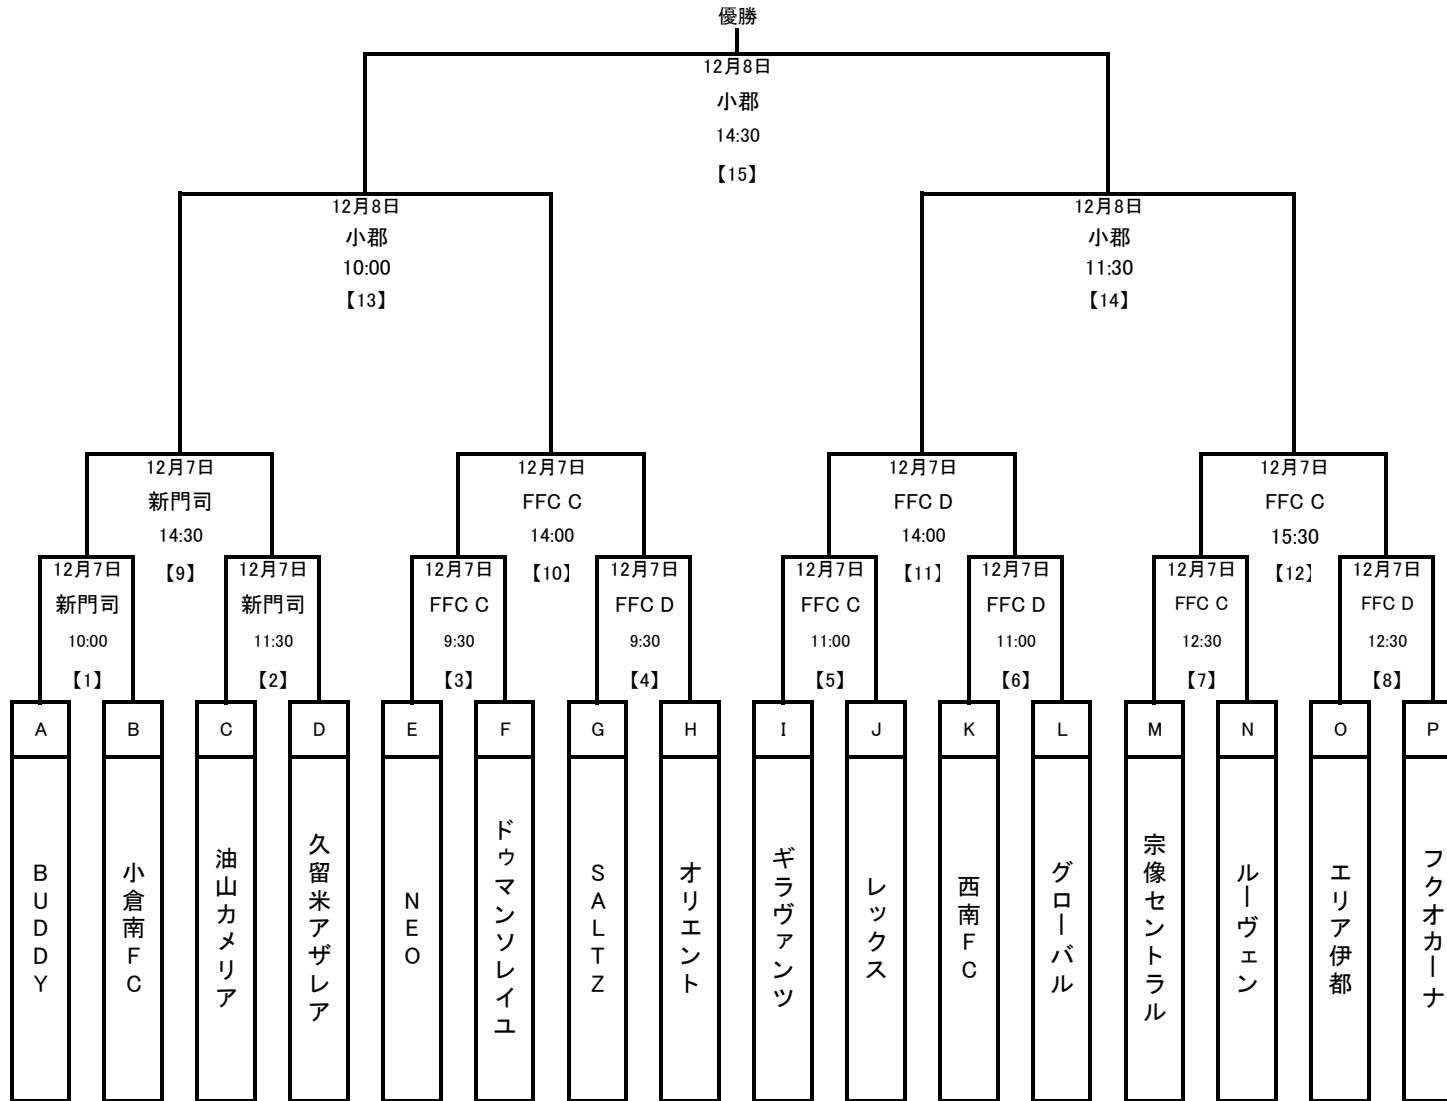 優勝
12月8日
小郡
14:30
【15】
12月8日
小郡
10:00
【13】
12月8日
小郡
11:30
【14】
12月7日
新門司
14:30
【9】
12月7日
FFC C
14:00
【10】
12月7日
FFC D
14:00
【11】
12月7日
FFC C
15:30
【12】
12月7日
新門司
10:00
【1】
12月7日
新門司
11:30
【2】
12月7日
FFC C
9:30
【3】
12月7日
FFC D
9:30
【4】
12月7日
FFC C
11:00
【5】
12月7日
FFC D
11:00
【6】
12月7日
FFC C
12:30
【7】
12月7日
FFC D
12:30
【8】
A
B
C
D
E
F
G
H
I
J
K
L
M
N
O
P
BUDDY
小倉南FC
油山カメリア
久留米アザレア
NEO
ドゥマンソレイユ
SALTZ
オリエント
ギラヴァンツ
レックス
西南FC
グローバル
宗像セントラル
ルーヴェン
エリア伊都
フクオカーナ